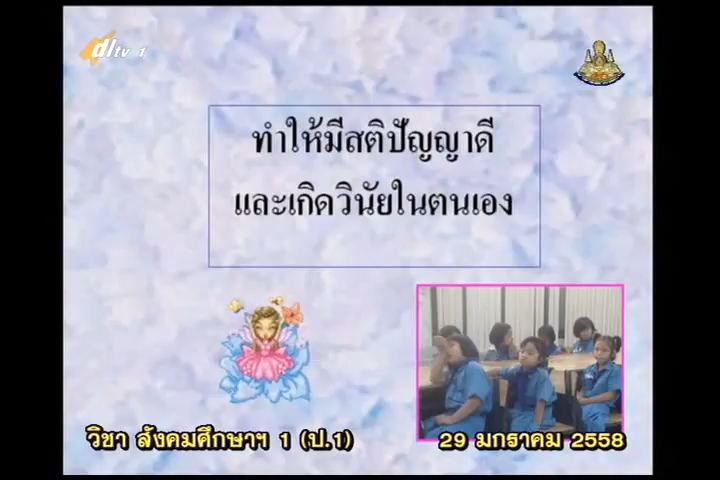 dltv 1
ทำให้มีสติปัญญาดี
และเกิดวินัยในตนเอง
วิชา สังคมศึกษาฯ 1 (ป.1)
29 มกราคม 2558